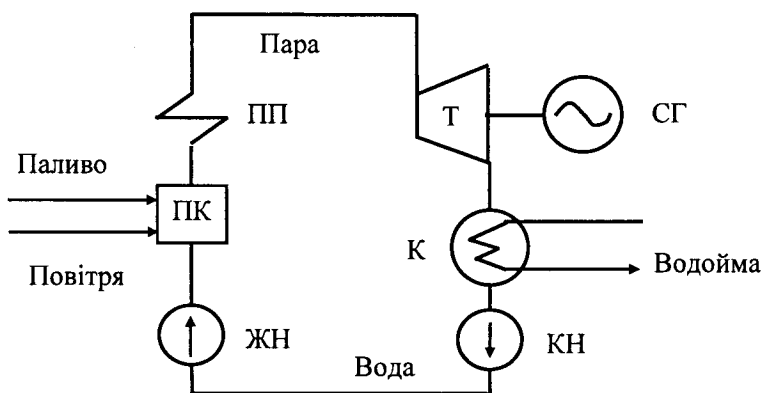 Пара
ПП
Т
СГ
Паливо
ПК
Повітря
К
Водойма
ЖН
КН
Вода